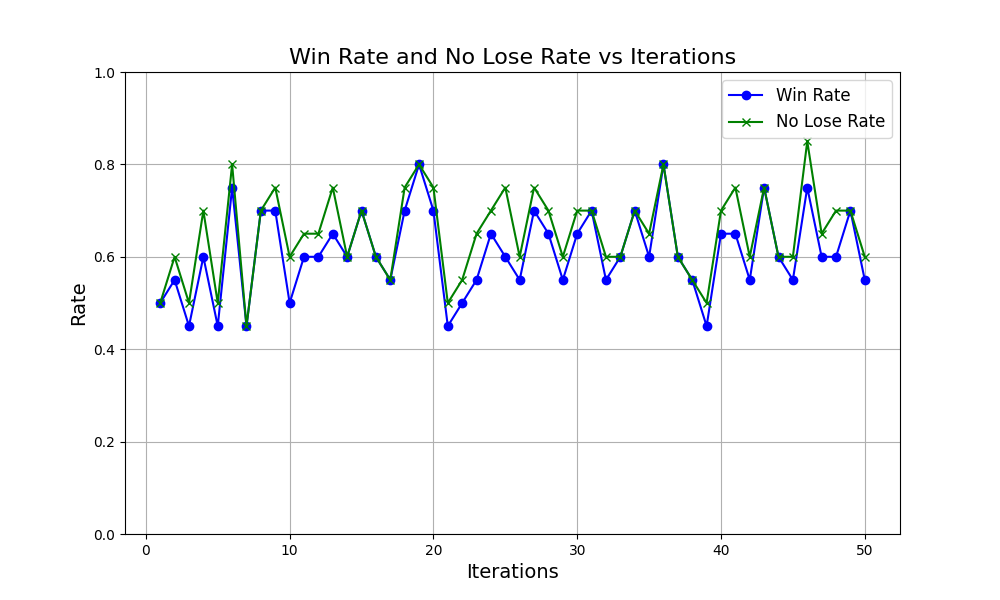 Win Rate and No Lose Rate vs Iterations
1.0
Win Rate
No Lose Rate
0.8
0.6
Rate
0.4
0.2
0.0
0 10 20 30 40 50
Iterations